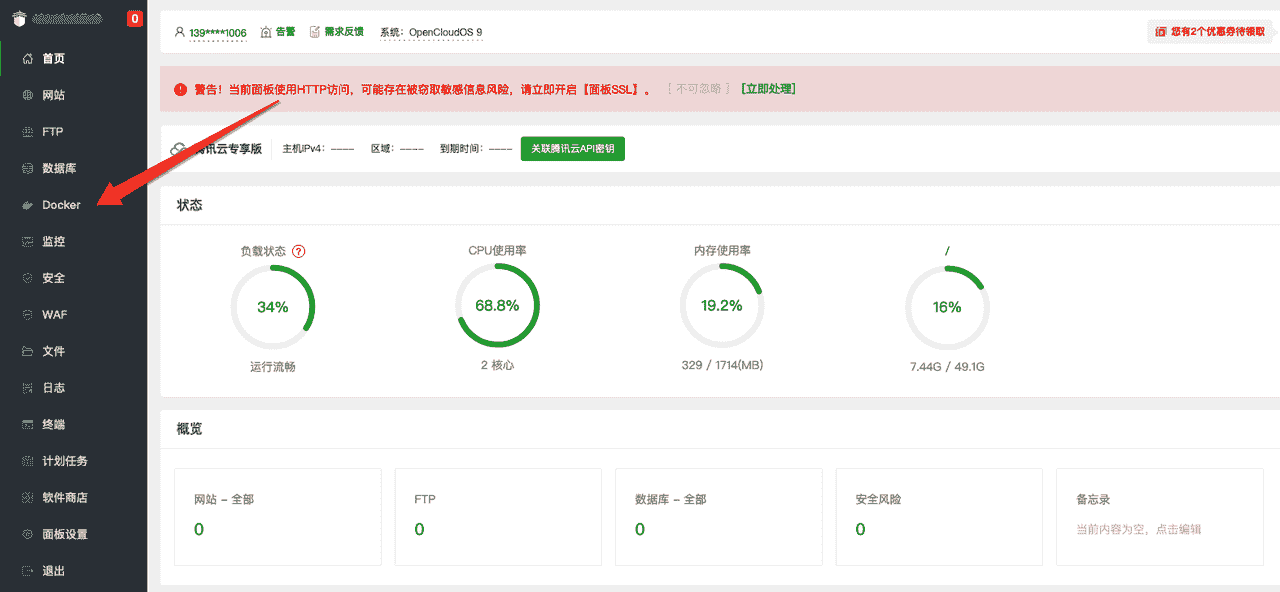 0
首页
网站
FTP
数据库
Docker
监控
安全
WAF
文件
日志
终端
计划任务
软件商店
面板设置
退出
139****1006 告警 需求反馈 系统：OpenCloudOS 9 您有2个优惠券待领取
警告！当前面板使用HTTP访问，可能存在被窃取敏感信息风险，请立即开启【面板SSL】。 [ 不可忽略 ] [立即处理]
腾讯云专享版 主机IPv4：---- 区域：---- 到期时间：---- 关联腾讯云API密钥
状态
负载状态 ? CPU使用率 内存使用率 /
34% 68.8% 19.2% 16%
运行流畅 2 核心 329 / 1714(MB) 7.44G / 49.1G
概览
网站 - 全部 FTP 数据库 - 全部 安全风险 备忘录
0 0 0 0 当前内容为空，点击编辑